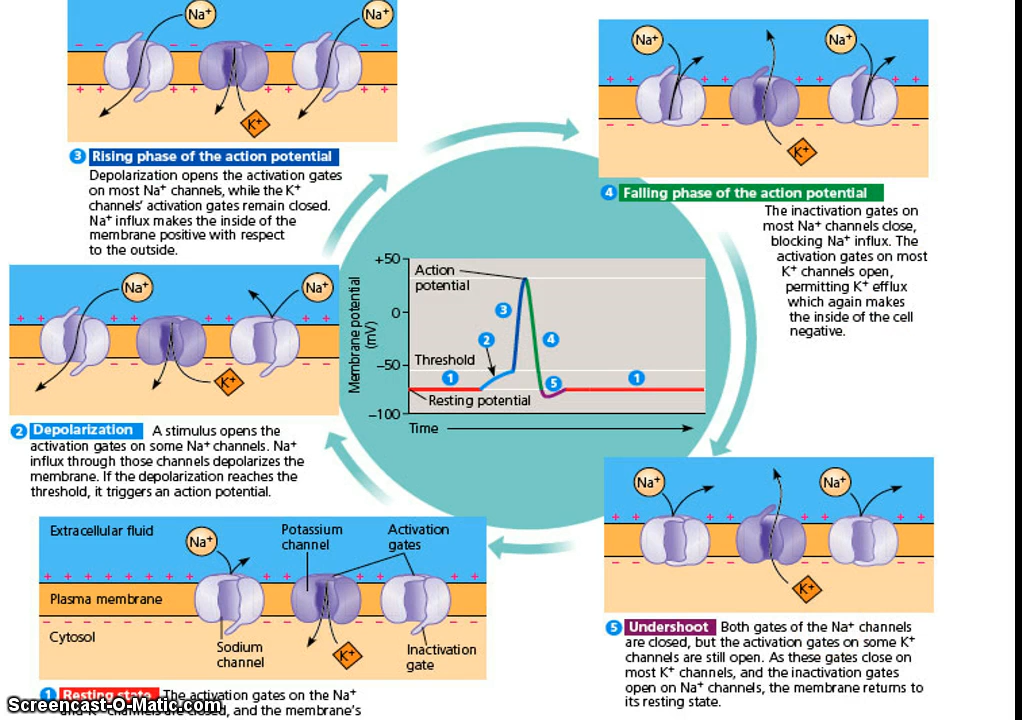 Na⁺
Na⁺
K⁺
3 Rising phase of the action potential
Depolarization opens the activation gates
on most Na⁺ channels, while the K⁺
channels' activation gates remain closed.
Na⁺ influx makes the inside of the
membrane positive with respect
to the outside.
Na⁺
Na⁺
K⁺
4 Falling phase of the action potential
The inactivation gates on
most Na⁺ channels close,
blocking Na⁺ influx. The
activation gates on most
K⁺ channels open,
permitting K⁺ efflux
which again makes
the inside of the cell
negative.
Na⁺
Na⁺
K⁺
2 Depolarization A stimulus opens the
activation gates on some Na⁺ channels. Na⁺
influx through those channels depolarizes the
membrane. If the depolarization reaches the
threshold, it triggers an action potential.
Membrane potential
(mV)
+50
0
−50
−100
Action
potential
3
2
4
Threshold
1
5
1
Resting potential
Time
Extracellular fluid
Na⁺
Potassium
channel
Activation
gates
Plasma membrane
Cytosol
Sodium
channel
K⁺
Inactivation
gate
1 Resting state The activation gates on the Na⁺
and K⁺ channels are closed, and the membrane's
Na⁺
Na⁺
K⁺
5 Undershoot Both gates of the Na⁺ channels
are closed, but the activation gates on some K⁺
channels are still open. As these gates close on
most K⁺ channels, and the inactivation gates
open on Na⁺ channels, the membrane returns to
its resting state.
Screencast-O-Matic.com